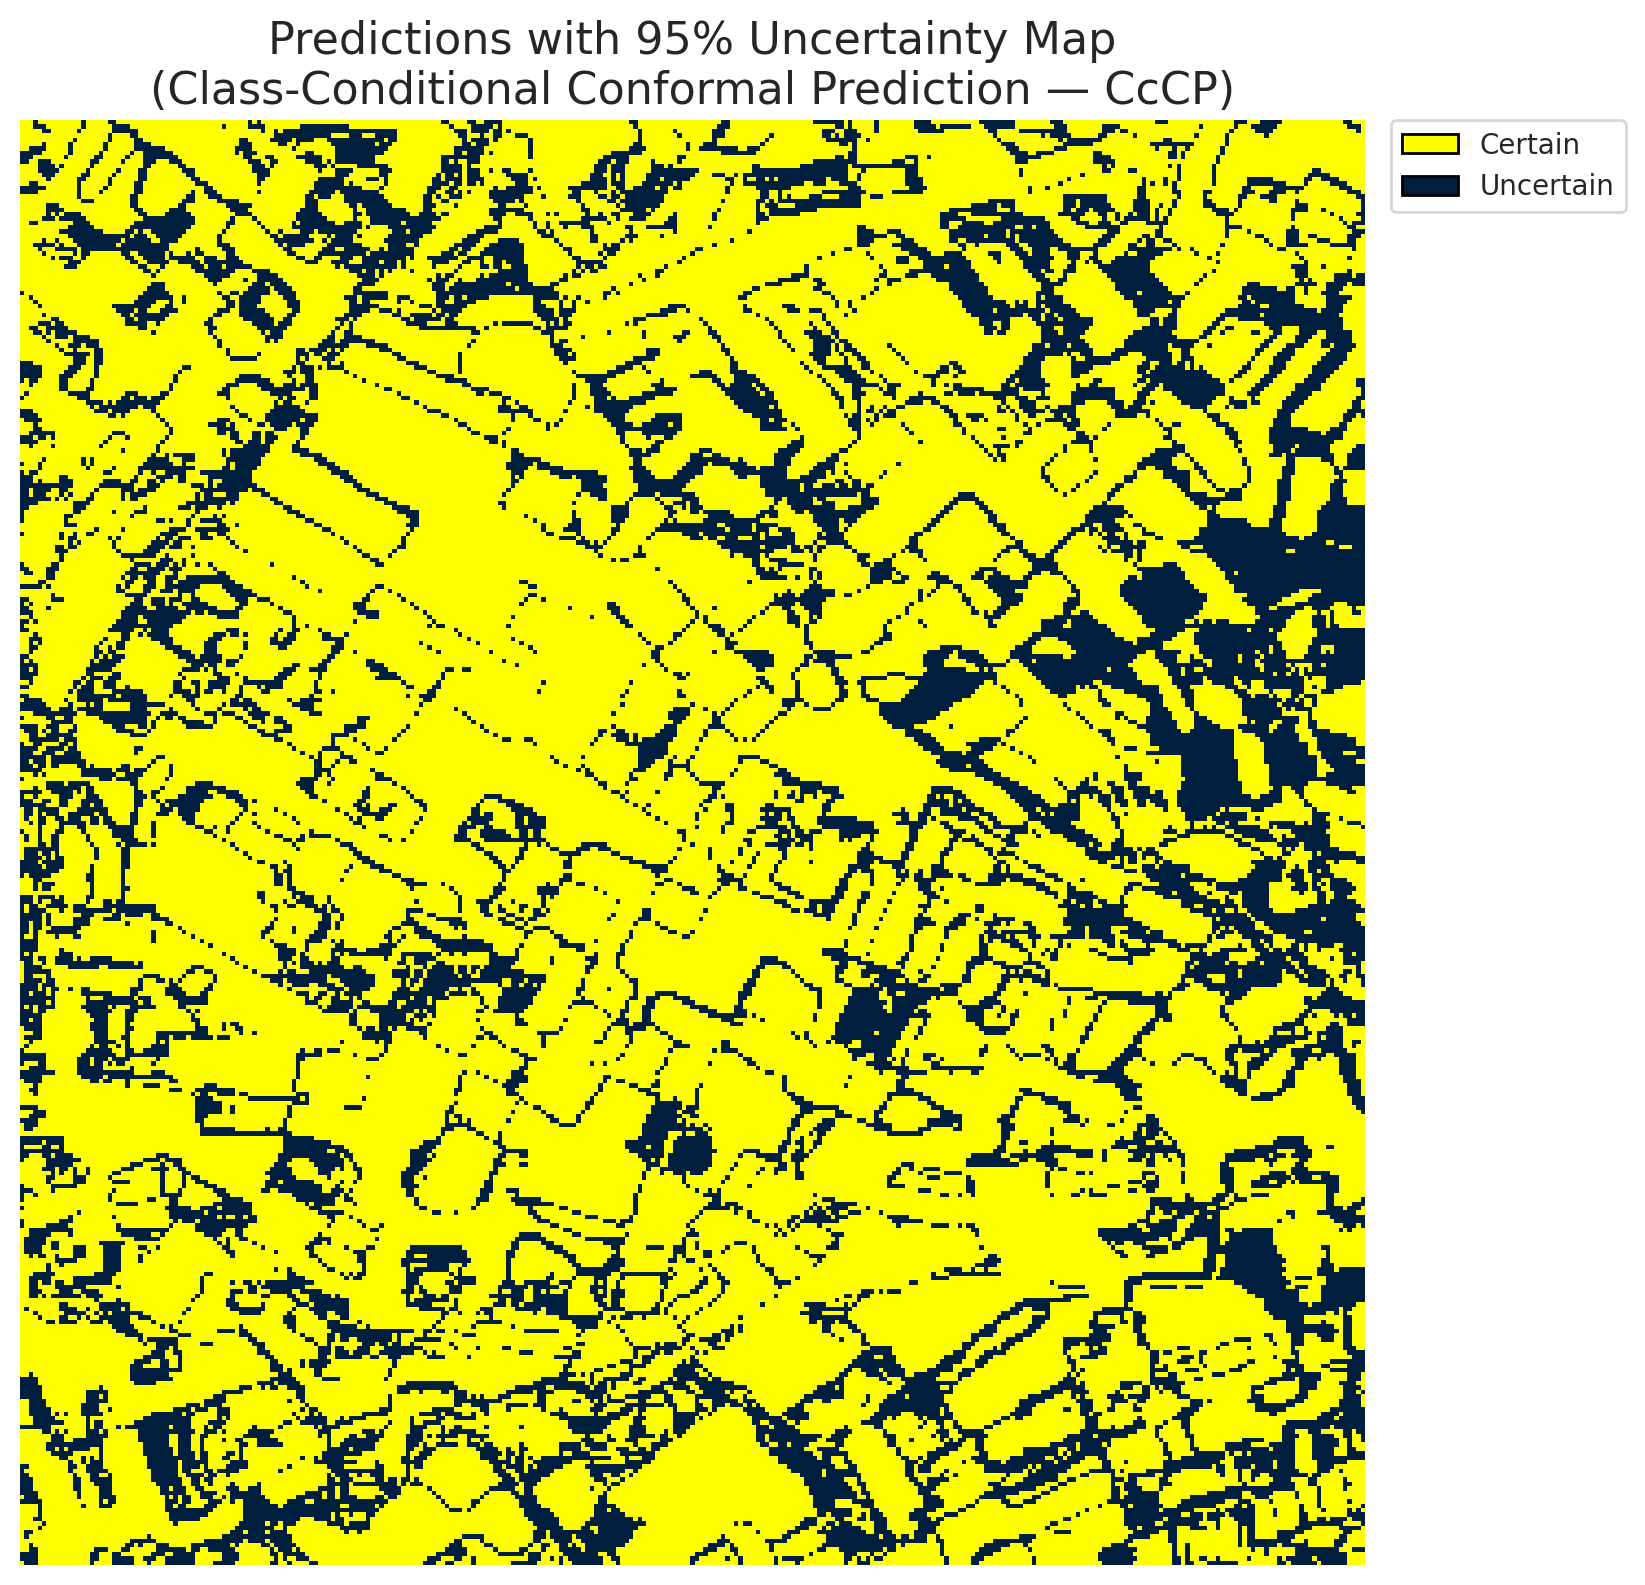 Predictions with 95% Uncertainty Map
(Class-Conditional Conformal Prediction — CcCP)
Certain
Uncertain